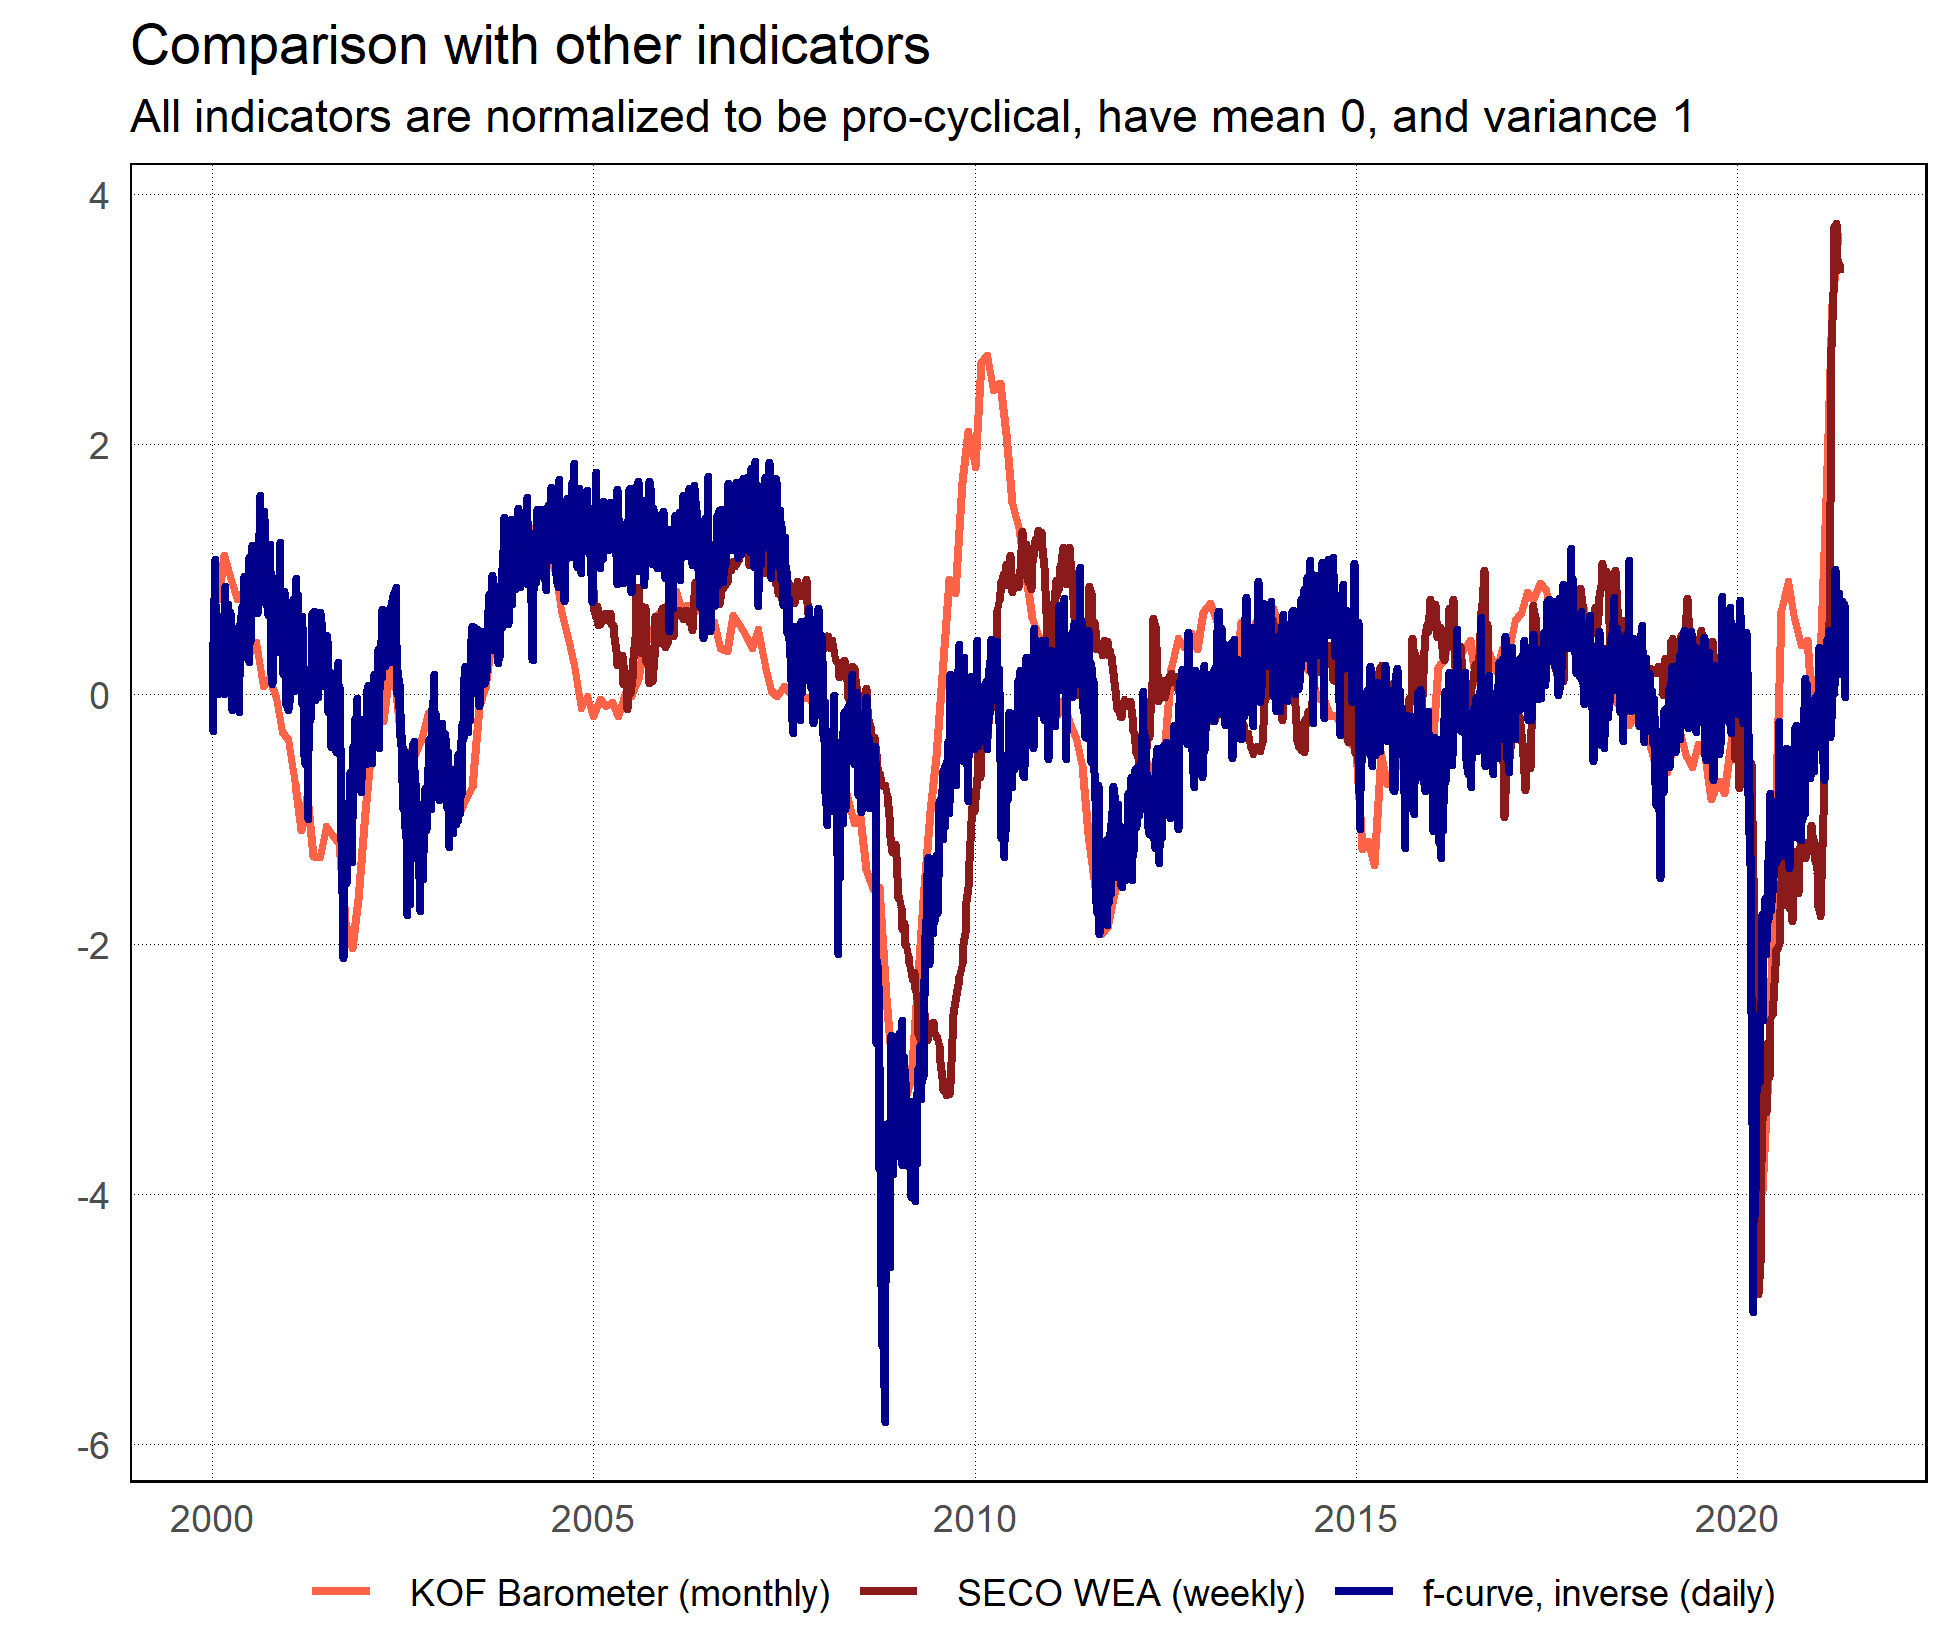 Comparison with other indicators
All indicators are normalized to be pro-cyclical, have mean 0, and variance 1
4
2
0
-2
-4
-6
2000 2005 2010 2015 2020
KOF Barometer (monthly) SECO WEA (weekly) f-curve, inverse (daily)